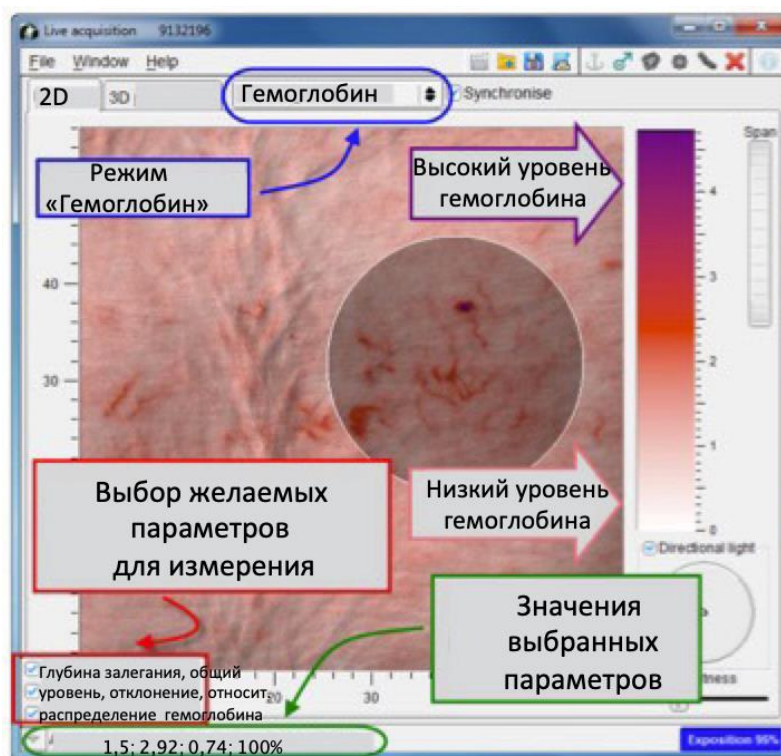 Live acquisition 9132196
File Window Help
2D 3D Гемоглобин Synchronise
Режим
«Гемоглобин»
Высокий уровень
гемоглобина
Span
4
3
2
1
0
40
30
Низкий уровень
гемоглобина
Выбор желаемых
параметров
для измерения
Directional light
Значения
выбранных
параметров
Глубина залегания, общий
уровень, отклонение, относит.
распределение гемоглобина
20 30
1,5; 2,92; 0,74; 100%
Exposition 99%